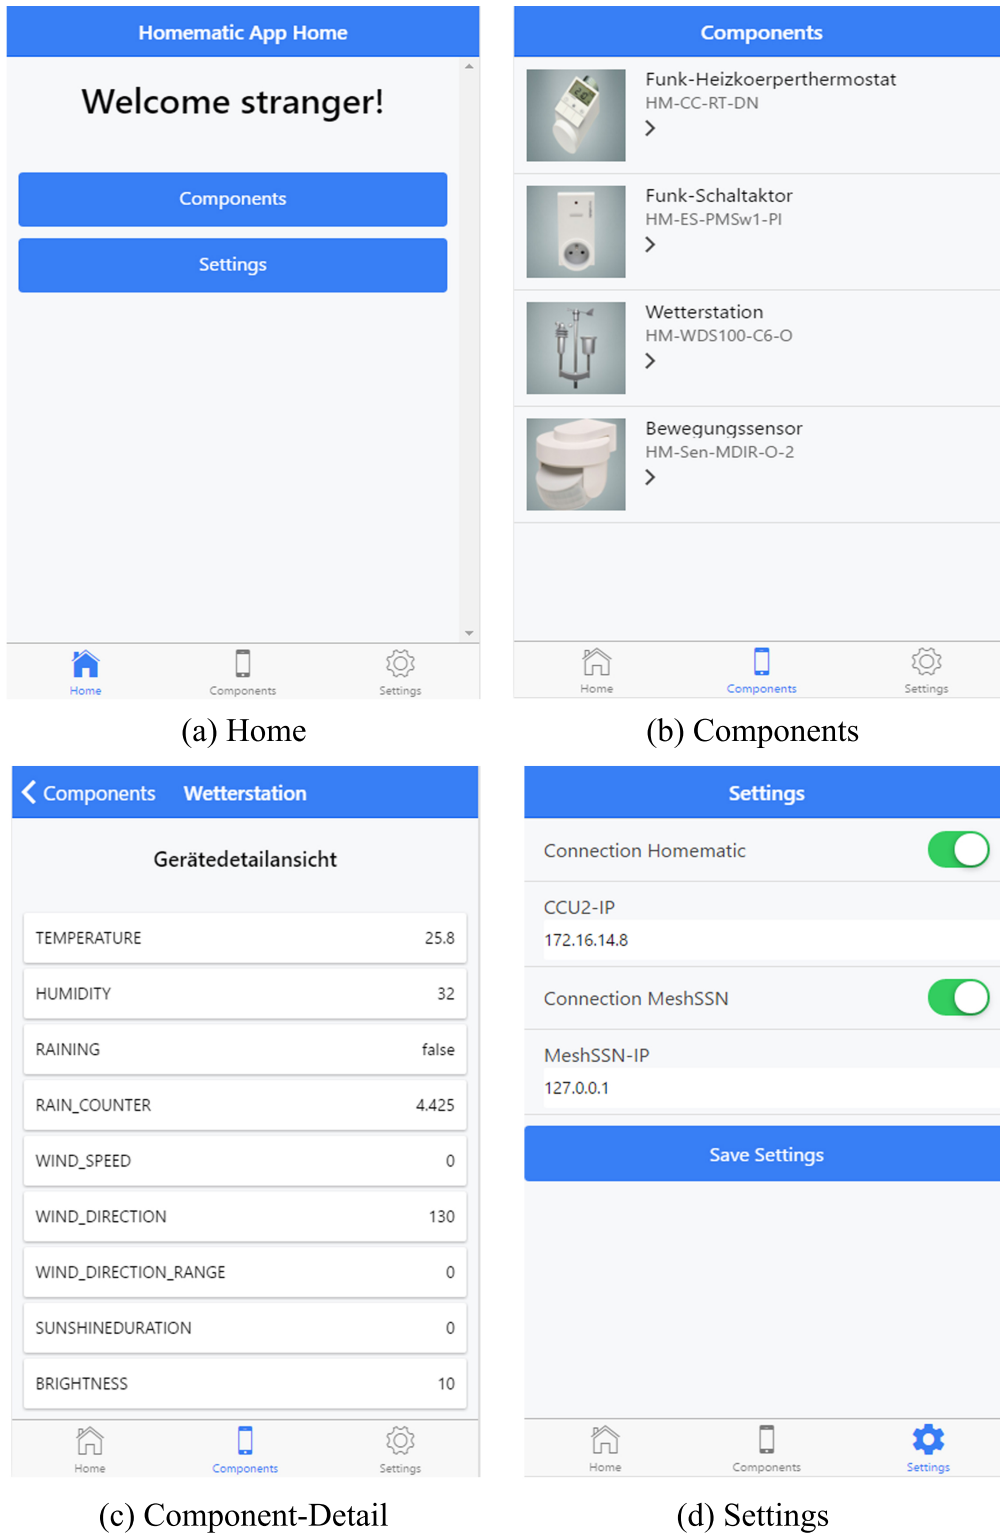 Homematic App Home
Welcome stranger!
Components
Settings
Home
Components
Settings
(a) Home
Components
Funk-Heizkoerperthermostat
HM-CC-RT-DN
Funk-Schaltaktor
HM-ES-PMSw1-Pl
Wetterstation
HM-WDS100-C6-O
Bewegungssensor
HM-Sen-MDIR-O-2
Home
Components
Settings
(b) Components
Components Wetterstation
Gerätedetailansicht
TEMPERATURE 25.8
HUMIDITY 32
RAINING false
RAIN_COUNTER 4.425
WIND_SPEED 0
WIND_DIRECTION 130
WIND_DIRECTION_RANGE 0
SUNSHINEDURATION 0
BRIGHTNESS 10
Home
Components
Settings
(c) Component-Detail
Settings
Connection Homematic
CCU2-IP
172.16.14.8
Connection MeshSSN
MeshSSN-IP
127.0.0.1
Save Settings
Home
Components
Settings
(d) Settings